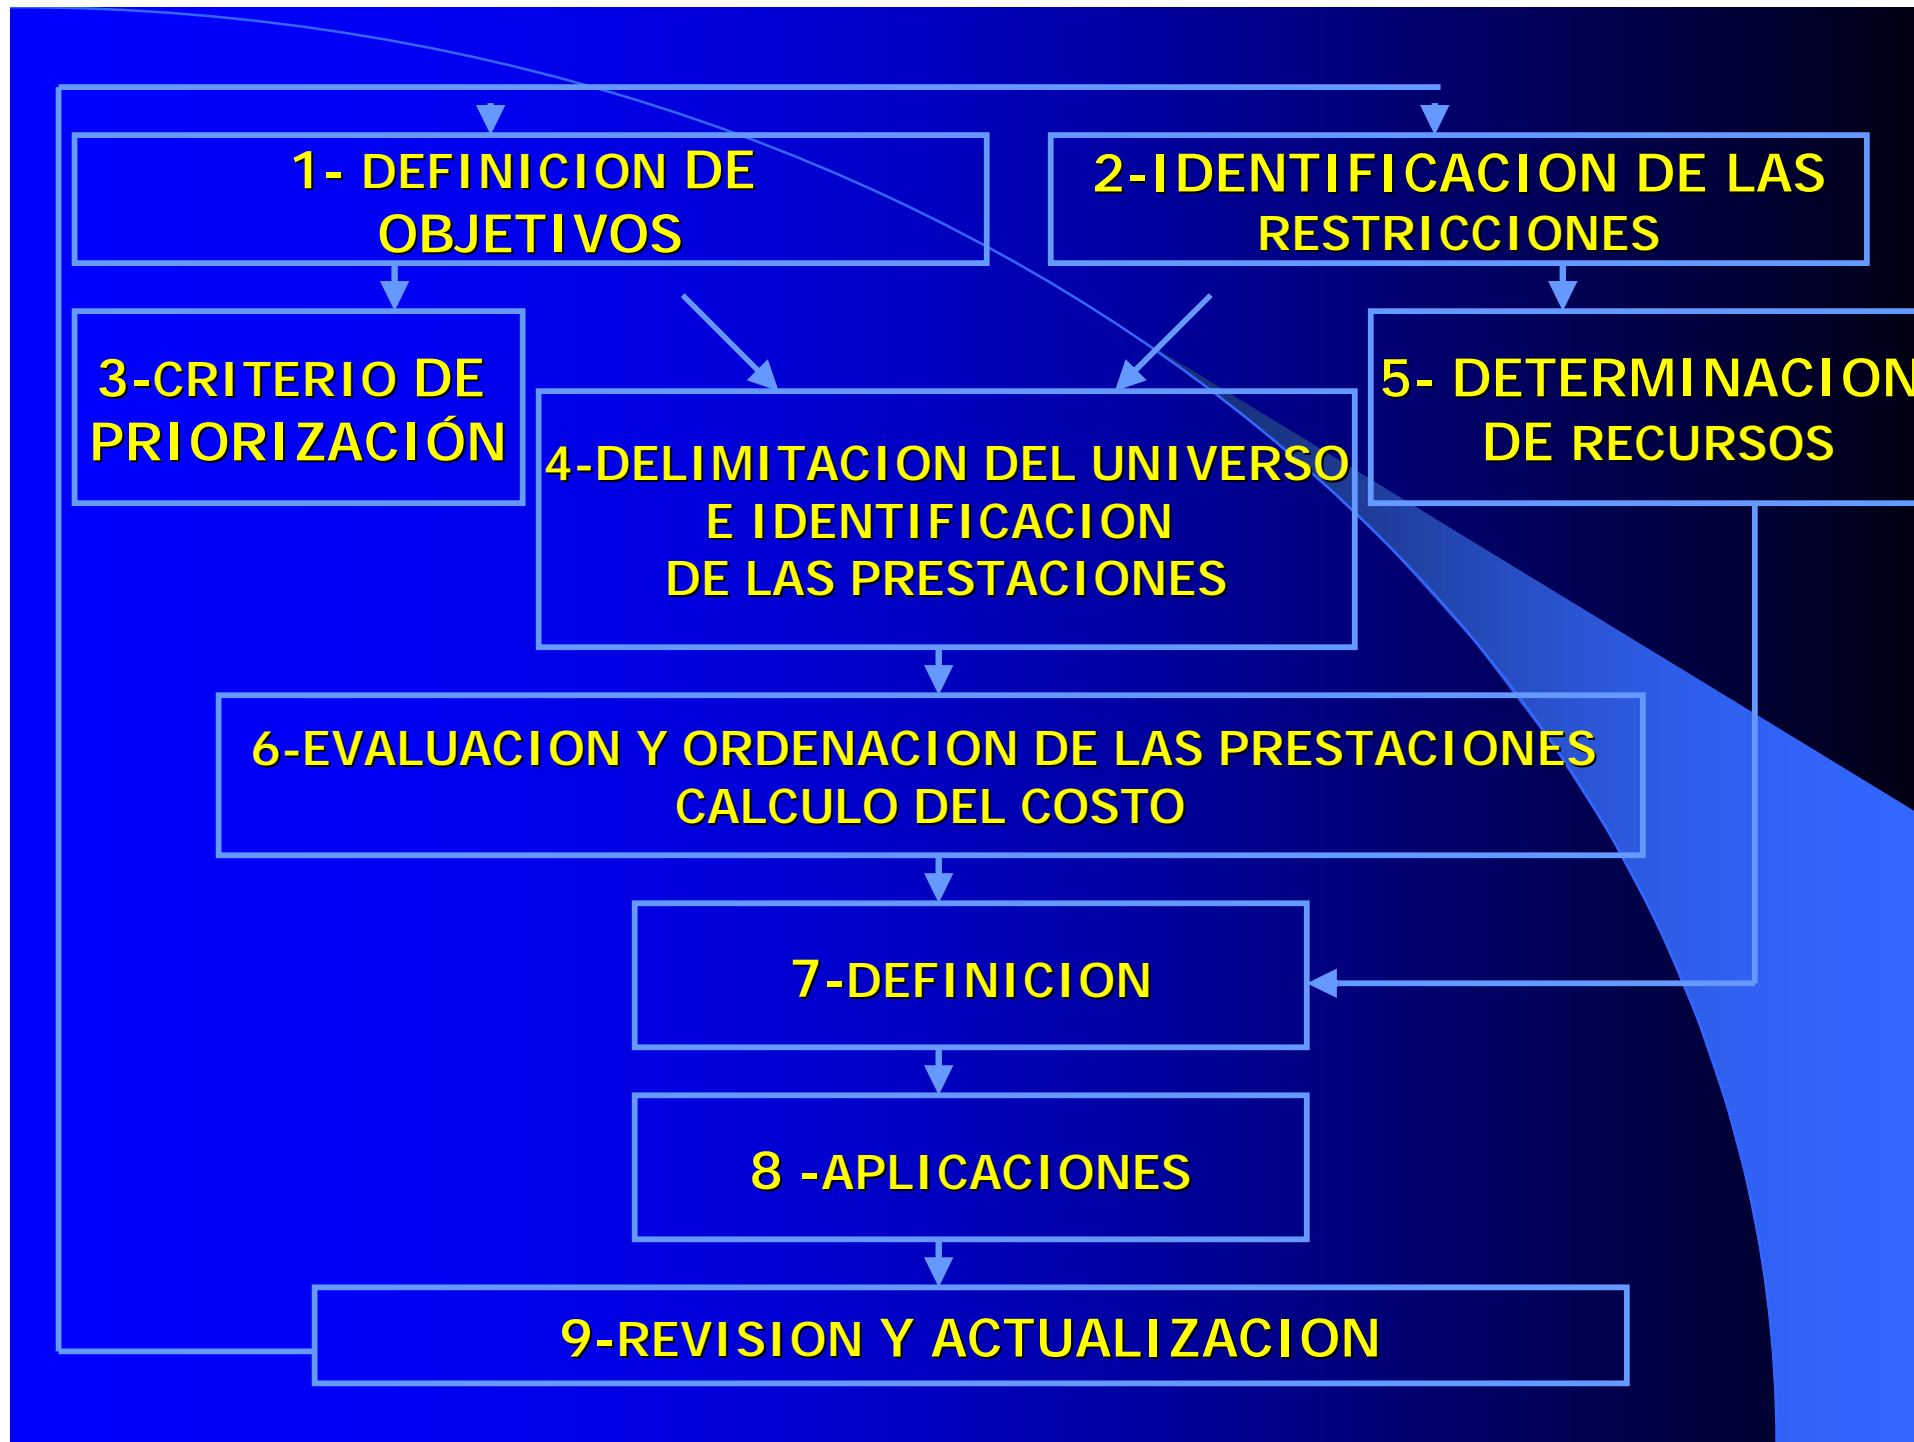 1- DEFINICION DE
OBJETIVOS
2-IDENTIFICACION DE LAS
RESTRICCIONES
3-CRITERIO DE
PRIORIZACIÓN
4-DELIMITACION DEL UNIVERSO
E IDENTIFICACION
DE LAS PRESTACIONES
5- DETERMINACION
DE RECURSOS
6-EVALUACION Y ORDENACION DE LAS PRESTACIONES
CALCULO DEL COSTO
7-DEFINICION
8 -APLICACIONES
9-REVISION Y ACTUALIZACION